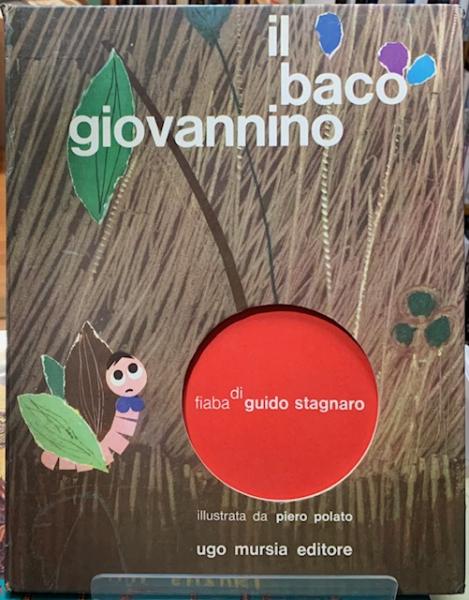 il
baco
giovannino
fiaba di guido stagnaro
illustrata da piero polato
ugo mursia editore